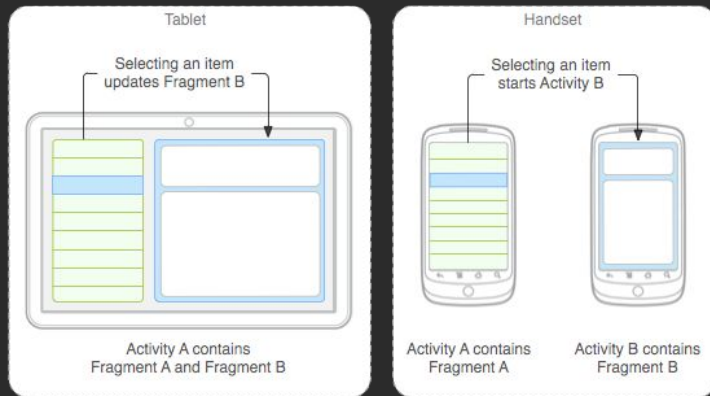 Tablet
Selecting an item
updates Fragment B
Activity A contains
Fragment A and Fragment B
Handset
Selecting an item
starts Activity B
Activity A contains
Fragment A
Activity B contains
Fragment B